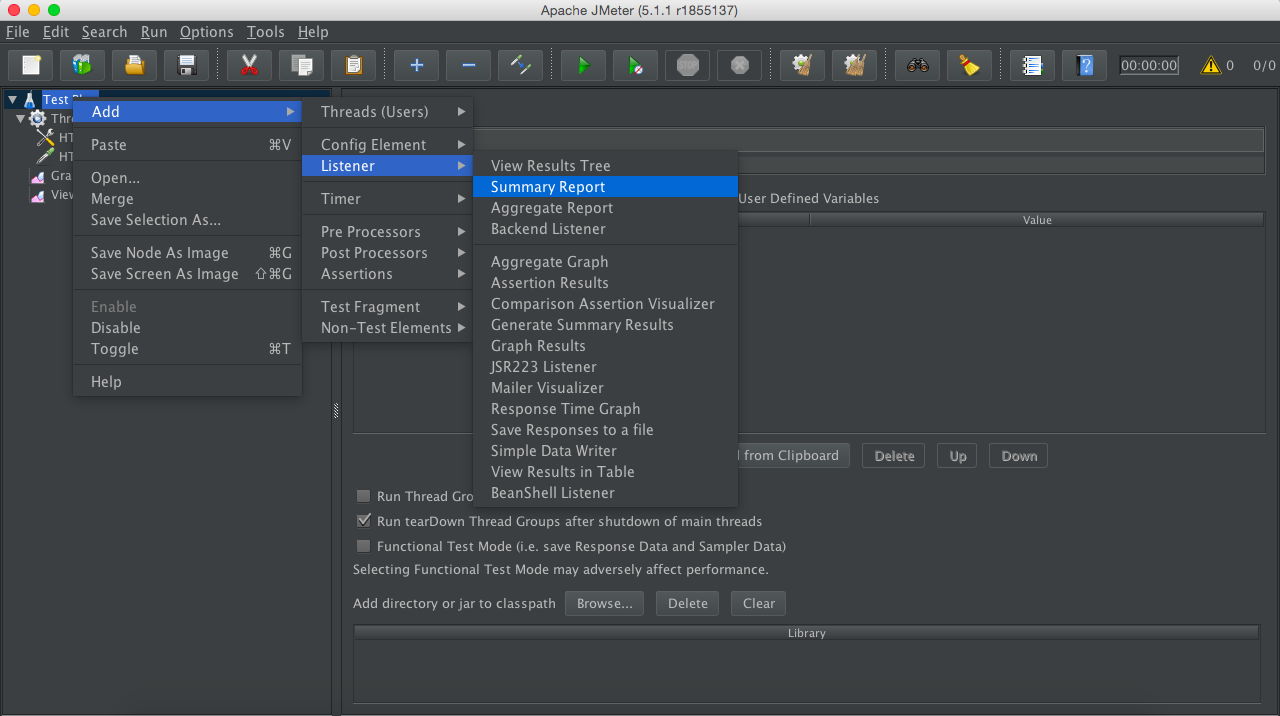 Apache JMeter (5.1.1 r1855137)
File Edit Search Run Options Tools Help
STOP
00:00:00 0 0/0
Test
Add
Paste ⌘V
Open...
Merge
Save Selection As...
Save Node As Image ⌘G
Save Screen As Image ⇧⌘G
Enable
Disable
Toggle ⌘T
Help
Threads (Users)
Config Element
Listener
Timer
Pre Processors
Post Processors
Assertions
Test Fragment
Non-Test Elements
View Results Tree
Summary Report
Aggregate Report
Backend Listener
Aggregate Graph
Assertion Results
Comparison Assertion Visualizer
Generate Summary Results
Graph Results
JSR223 Listener
Mailer Visualizer
Response Time Graph
Save Responses to a file
Simple Data Writer
View Results in Table
BeanShell Listener
User Defined Variables
Value
from Clipboard Delete Up Down
Run Thread
Run tearDown Thread Groups after shutdown of main threads
Functional Test Mode (i.e. save Response Data and Sampler Data)
Selecting Functional Test Mode may adversely affect performance.
Add directory or jar to classpath Browse... Delete Clear
Library